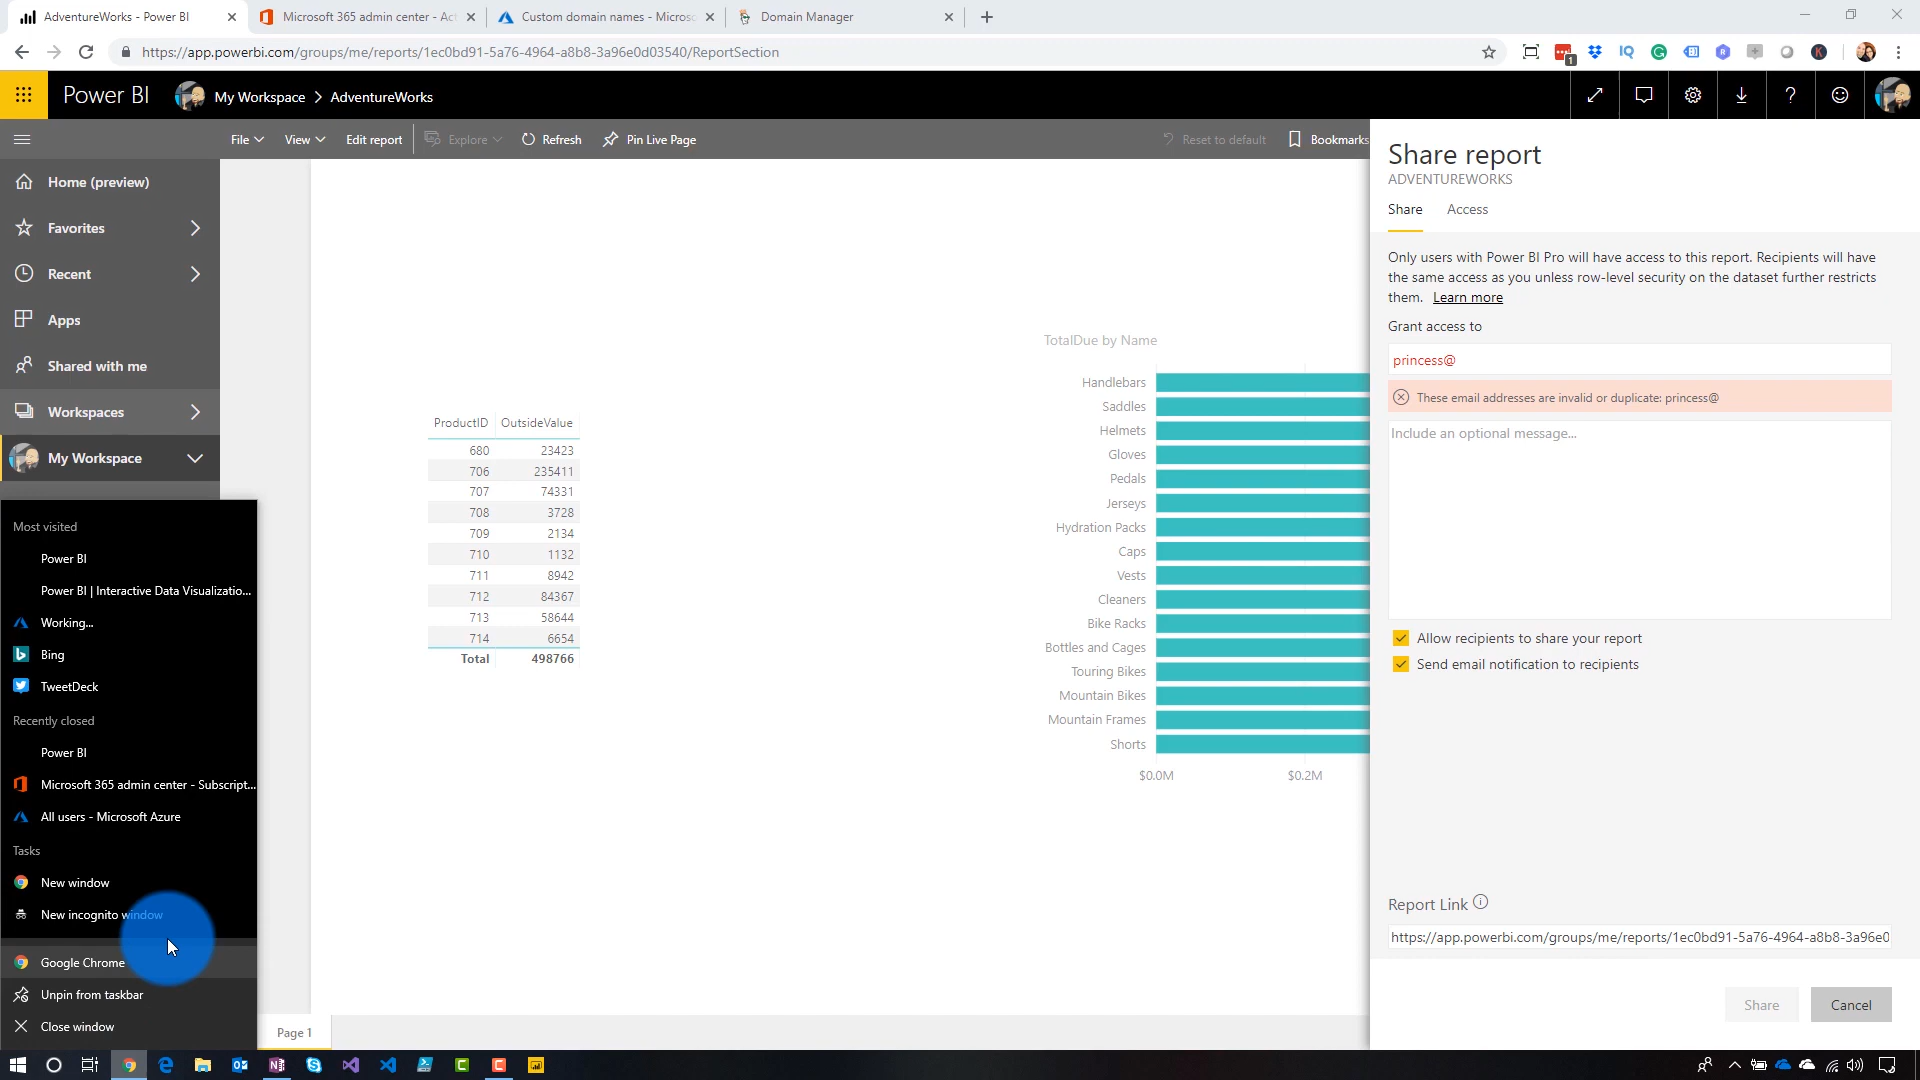 AdventureWorks - Power BI
Microsoft 365 admin center - Act
Custom domain names - Microso
Domain Manager
https://app.powerbi.com/groups/me/reports/1ec0bd91-5a76-4964-a8b8-3a96e0d03540/ReportSection
1
K
Power BI
My Workspace > AdventureWorks
File
View
Edit report
Explore
Refresh
Pin Live Page
Reset to default
Bookmarks
Home (preview)
Favorites
Recent
Apps
Shared with me
Workspaces
My Workspace
Most visited
Power BI
Power BI | Interactive Data Visualizatio...
Working...
Bing
TweetDeck
Recently closed
Power BI
Microsoft 365 admin center - Subscript...
All users - Microsoft Azure
Tasks
New window
New incognito window
Google Chrome
Unpin from taskbar
Close window
ProductID OutsideValue
680 23423
706 235411
707 74331
708 3728
709 2134
710 1132
711 8942
712 84367
713 58644
714 6654
Total 498766
TotalDue by Name
Handlebars
Saddles
Helmets
Gloves
Pedals
Jerseys
Hydration Packs
Caps
Vests
Cleaners
Bike Racks
Bottles and Cages
Touring Bikes
Mountain Bikes
Mountain Frames
Shorts
$0.0M $0.2M
Page 1
Share report
ADVENTUREWORKS
Share Access
Only users with Power BI Pro will have access to this report. Recipients will have
the same access as you unless row-level security on the dataset further restricts
them. Learn more
Grant access to
princess@
These email addresses are invalid or duplicate: princess@
Include an optional message...
Allow recipients to share your report
Send email notification to recipients
Report Link
https://app.powerbi.com/groups/me/reports/1ec0bd91-5a76-4964-a8b8-3a96e0
Share
Cancel